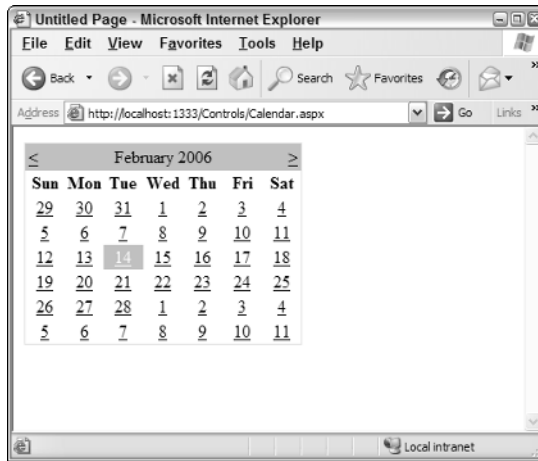 Untitled Page - Microsoft Internet Explorer
File Edit View Favorites Tools Help
Back Search Favorites »
Address http://localhost:1333/Controls/Calendar.aspx Go Links »
< February 2006 >
Sun Mon Tue Wed Thu Fri Sat
29 30 31 1 2 3 4
5 6 7 8 9 10 11
12 13 14 15 16 17 18
19 20 21 22 23 24 25
26 27 28 1 2 3 4
5 6 7 8 9 10 11
Local intranet